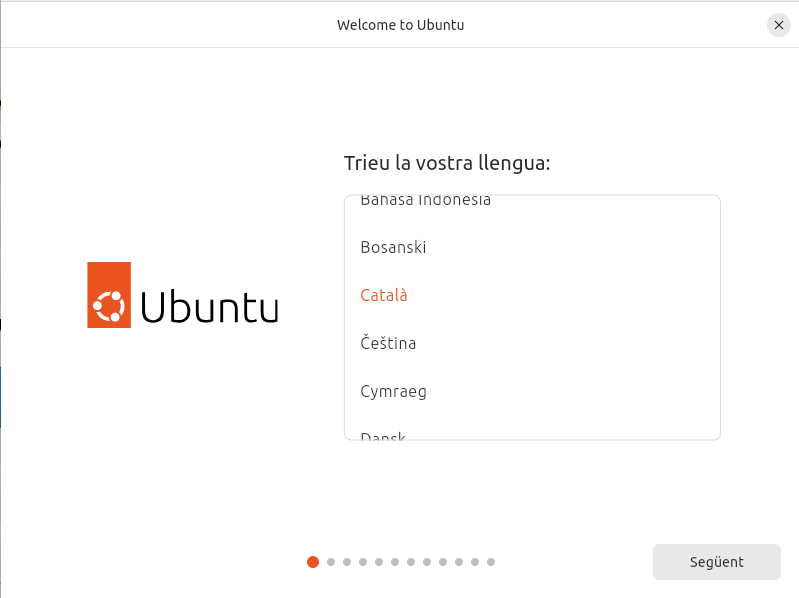 Welcome to Ubuntu
Trieu la vostra llengua:
Bahasa Indonesia
Bosanski
Català
Čeština
Cymraeg
Dansk
Ubuntu
Següent